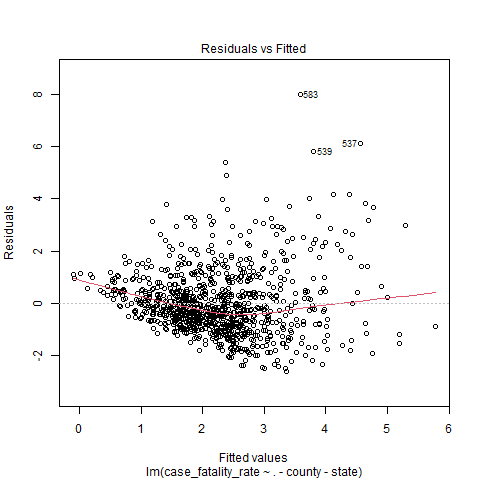 Residuals vs Fitted
583
537
539
8
6
4
2
0
-2
Residuals
0 1 2 3 4 5 6
Fitted values
lm(case_fatality_rate ~ . - county - state)